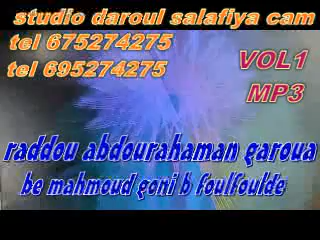 studio daroul salafiya cam
tel 675274275
tel 695274275
VOL1
MP3
raddou abdourahaman garoua
be mahmoud goni b foulfoulde